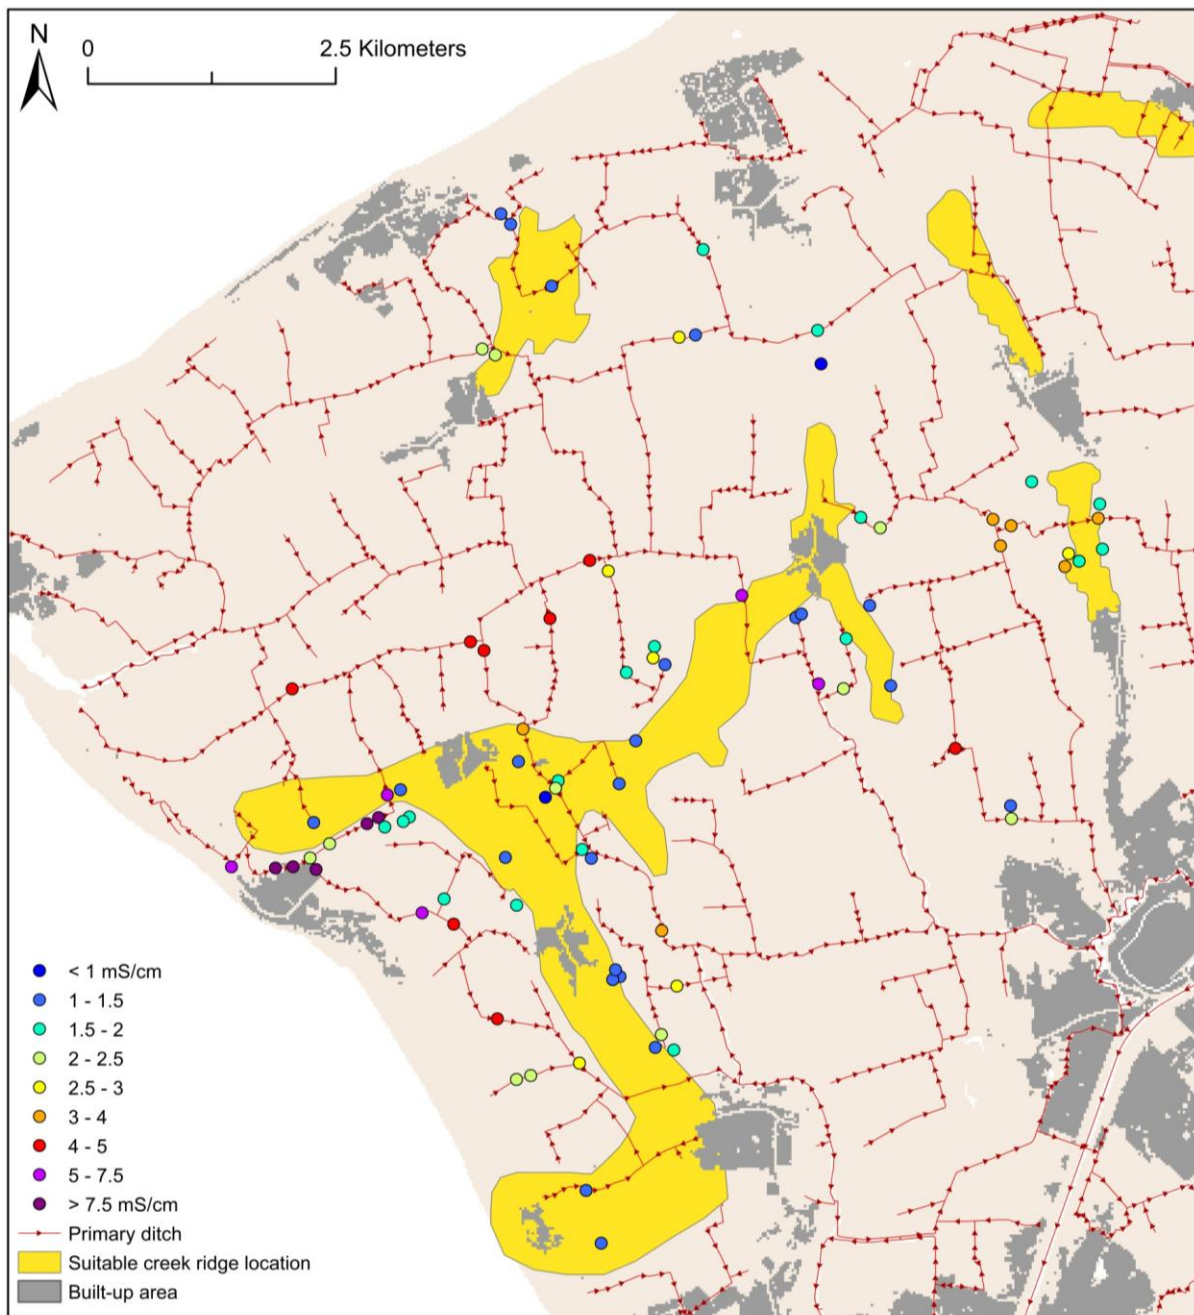 N
0 2.5 Kilometers
< 1 mS/cm
1 - 1.5
1.5 - 2
2 - 2.5
2.5 - 3
3 - 4
4 - 5
5 - 7.5
> 7.5 mS/cm
Primary ditch
Suitable creek ridge location
Built-up area